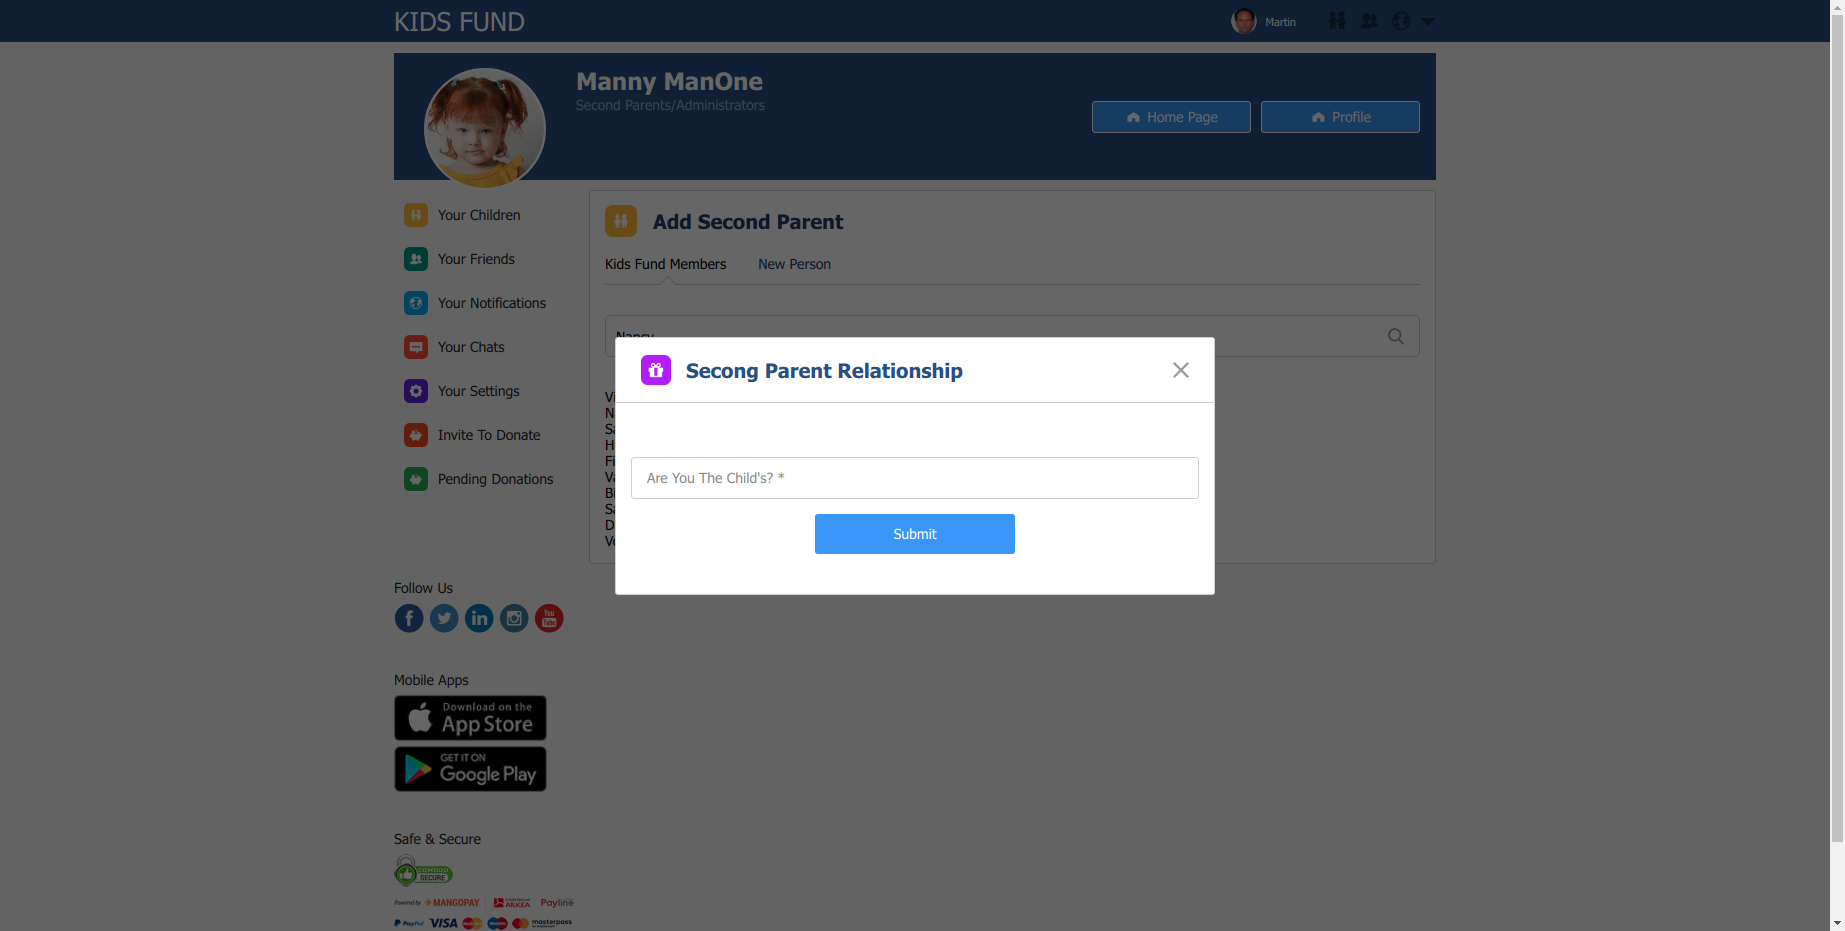 KIDS FUND
Martin
Manny ManOne
Second Parents/Administrators
Home Page
Profile
Your Children
Your Friends
Your Notifications
Your Chats
Your Settings
Invite To Donate
Pending Donations
Add Second Parent
Kids Fund Members
New Person
Nancy
Secong Parent Relationship
Are You The Child's? *
Submit
Follow Us
You
Tube
Mobile Apps
Download on the
App Store
GET IT ON
Google Play
Safe & Secure
COMODO
SECURE
Powered by MANGOPAY
ARKEA
Payline
PayPal VISA
masterpass